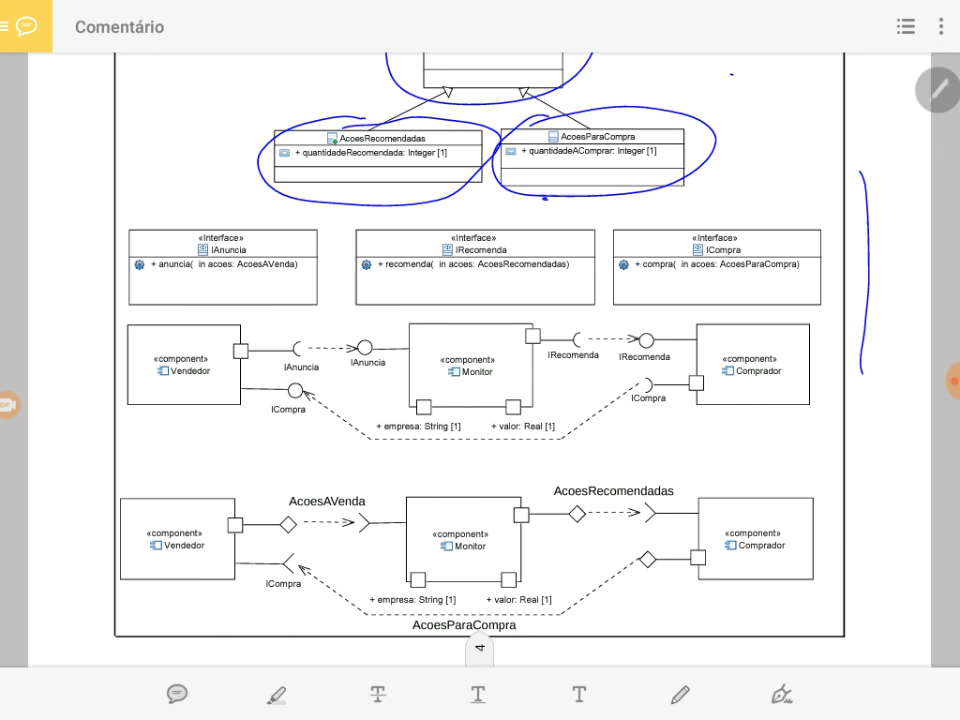 Comentário
AcoesRecomendadas
+ quantidadeRecomendada: Integer [1]
AcoesParaCompra
+ quantidadeAComprar: Integer [1]
«Interface»
IAnuncia
+ anuncia( in acoes: AcoesAVenda)
«Interface»
IRecomenda
+ recomenda( in acoes: AcoesRecomendadas)
«Interface»
ICompra
+ compra( in acoes: AcoesParaCompra)
«component»
Vendedor
IAnuncia
IAnuncia
ICompra
«component»
Monitor
+ empresa: String [1]
+ valor: Real [1]
IRecomenda
IRecomenda
ICompra
«component»
Comprador
«component»
Vendedor
AcoesAVenda
ICompra
«component»
Monitor
+ empresa: String [1]
+ valor: Real [1]
AcoesRecomendadas
«component»
Comprador
AcoesParaCompra
4
T
T
T